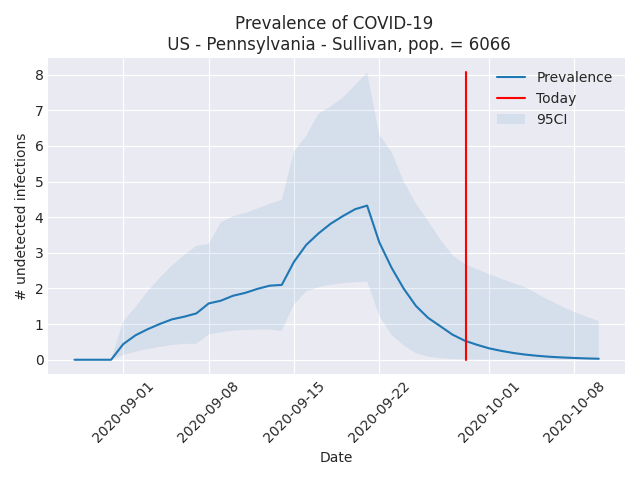 Prevalence of COVID-19
US - Pennsylvania - Sullivan, pop. = 6066
8
7
6
5
4
3
2
1
0
# undetected infections
Prevalence
Today
95CI
2020-09-01
2020-09-08
2020-09-15
2020-09-22
2020-10-01
2020-10-08
Date